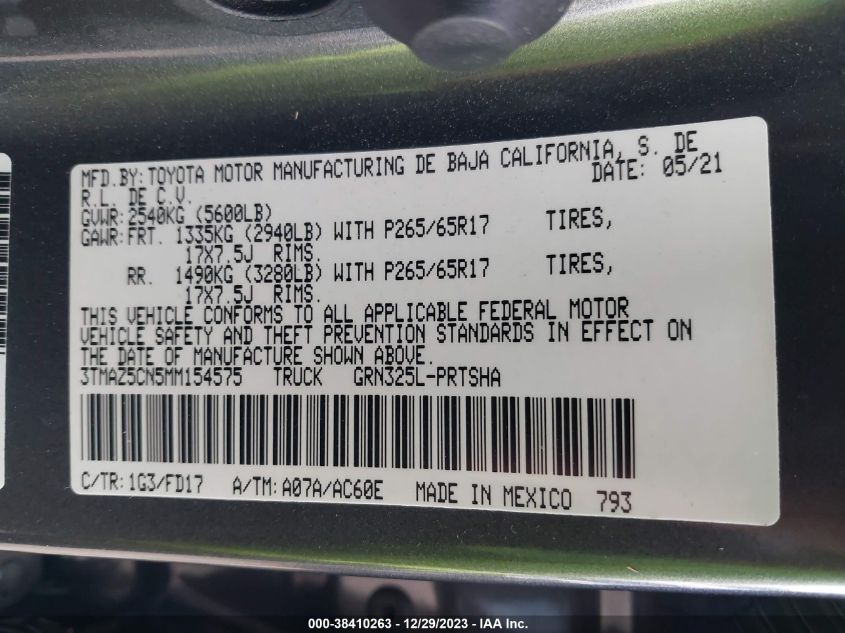 MFD.BY:TOYOTA MOTOR MANUFACTURING DE BAJA CALIFORNIA, S. DE
R.L. DE C.V. DATE: 05/21
GVWR:2540KG (5600LB)
GAWR:FRT. 1335KG (2940LB) WITH P265/65R17 TIRES,
17X7.5J RIMS.
RR. 1490KG (3280LB) WITH P265/65R17 TIRES,
17X7.5J RIMS.
THIS VEHICLE CONFORMS TO ALL APPLICABLE FEDERAL MOTOR
VEHICLE SAFETY AND THEFT PREVENTION STANDARDS IN EFFECT ON
THE DATE OF MANUFACTURE SHOWN ABOVE.
3TMAZ5CN5MM154575 TRUCK GRN325L-PRTSHA
C/TR:1G3/FD17 A/TM:A07A/AC60E MADE IN MEXICO 793
000-38410263 - 12/29/2023 - IAA Inc.